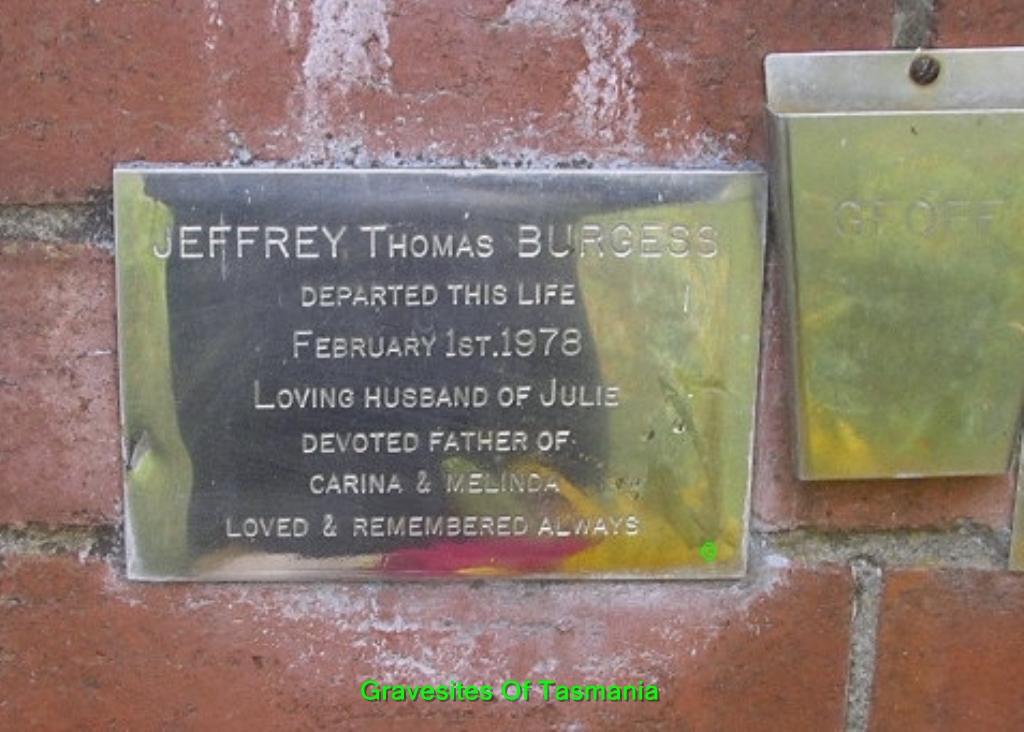 JEFFREY THOMAS BURGESS
DEPARTED THIS LIFE
FEBRUARY 1ST.1978
LOVING HUSBAND OF JULIE
DEVOTED FATHER OF
CARINA & MELINDA
LOVED & REMEMBERED ALWAYS
GEOFF
©
Gravesites Of Tasmania